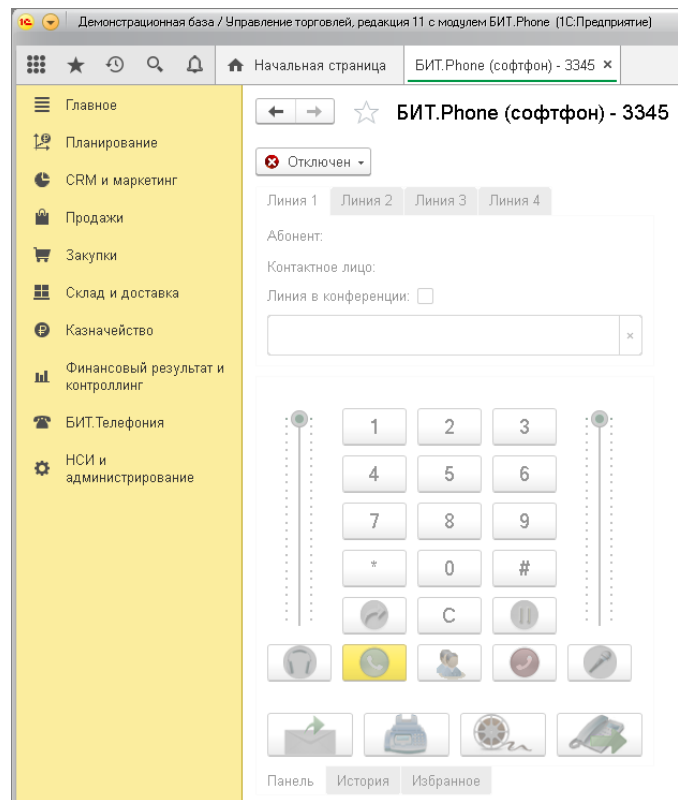 1С Демонстрационная база / Управление торговлей, редакция 11 с модулем БИТ.Phone (1С:Предприятие)
Начальная страница
БИТ.Phone (софтфон) - 3345 ×
Главное
Планирование
CRM и маркетинг
Продажи
Закупки
Склад и доставка
Казначейство
Финансовый результат и
контроллинг
БИТ.Телефония
НСИ и
администрирование
БИТ.Phone (софтфон) - 3345
Отключен
Линия 1 Линия 2 Линия 3 Линия 4
Абонент:
Контактное лицо:
Линия в конференции:
×
1 2 3
4 5 6
7 8 9
* 0 #
C
Панель История Избранное